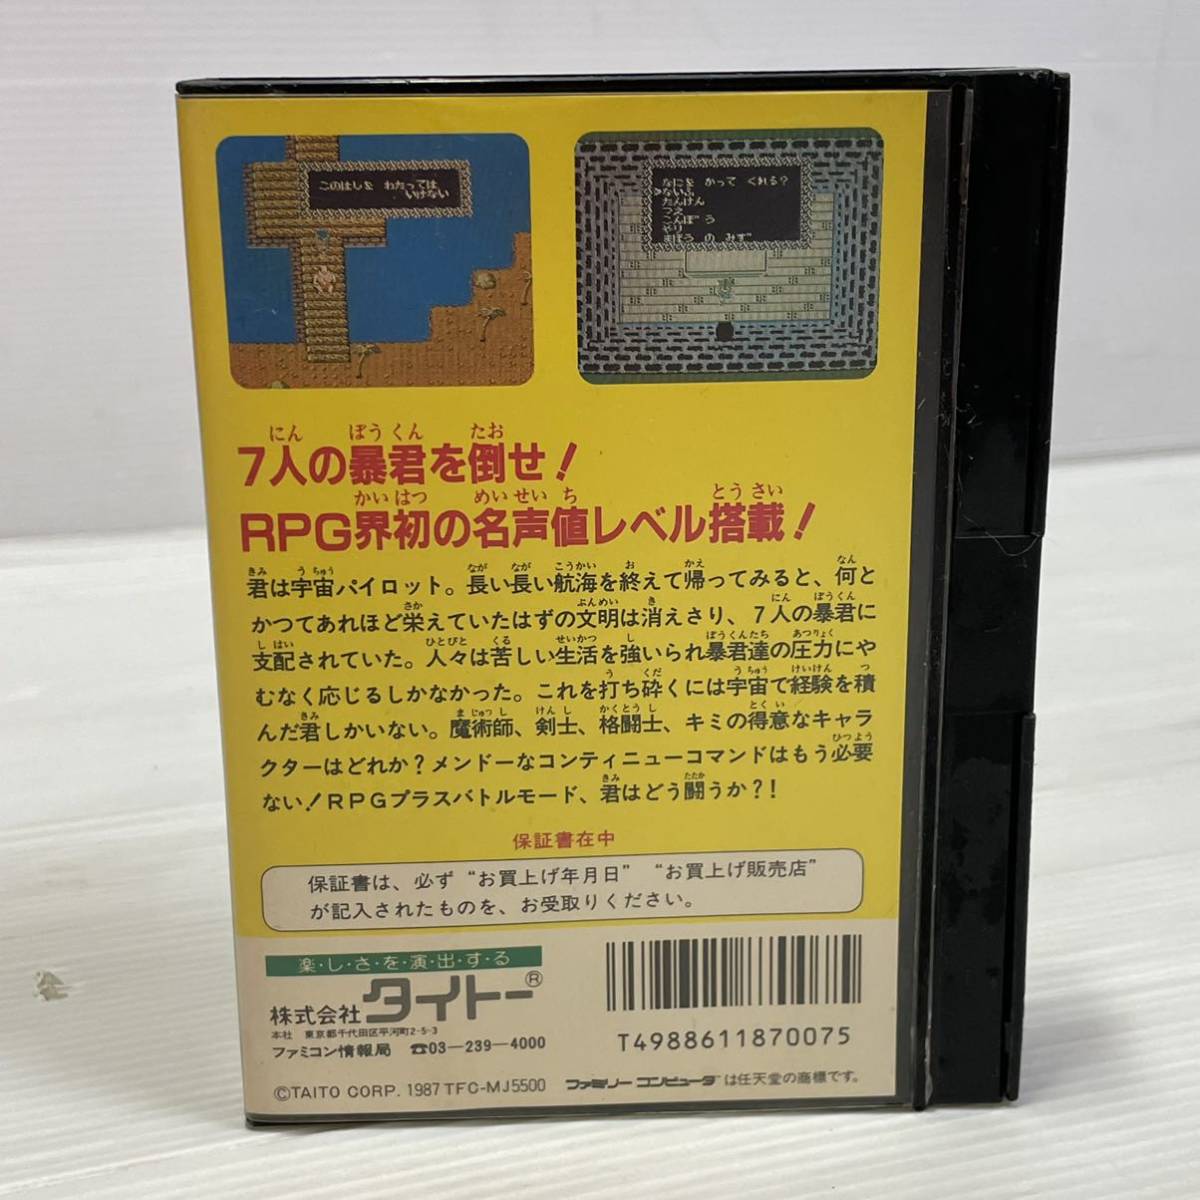 このはしを わたっては
いけない
なにを かって くれる?
ないふ
たんけん
つえ
こんぼう
やり
まほう の みず
7人の暴君を倒せ!
RPG界初の名声値レベル搭載!
君は宇宙パイロット。長い長い航海を終えて帰ってみると、何と
かつてあれほど栄えていたはずの文明は消えさり、7人の暴君に
支配されていた。人々は苦しい生活を強いられ暴君達の圧力にや
むなく応じるしかなかった。これを打ち砕くには宇宙で経験を積
んだ君しかいない。魔術師、剣士、格闘士、キミの得意なキャラ
クターはどれか?メンドーなコンティニューコマンドはもう必要
ない!RPGプラスバトルモード、君はどう闘うか?!
保証書在中
保証書は、必ず“お買上げ年月日”“お買上げ販売店”
が記入されたものを、お受取りください。
楽・し・さ・を・演・出・す・る
株式会社 タイトー®
本社 東京都千代田区平河町2-5-3
ファミコン情報局 ☎03—239—4000
T4988611870075
©TAITO CORP. 1987 TFC-MJ5500 ファミリーコンピュータは任天堂の商標です。